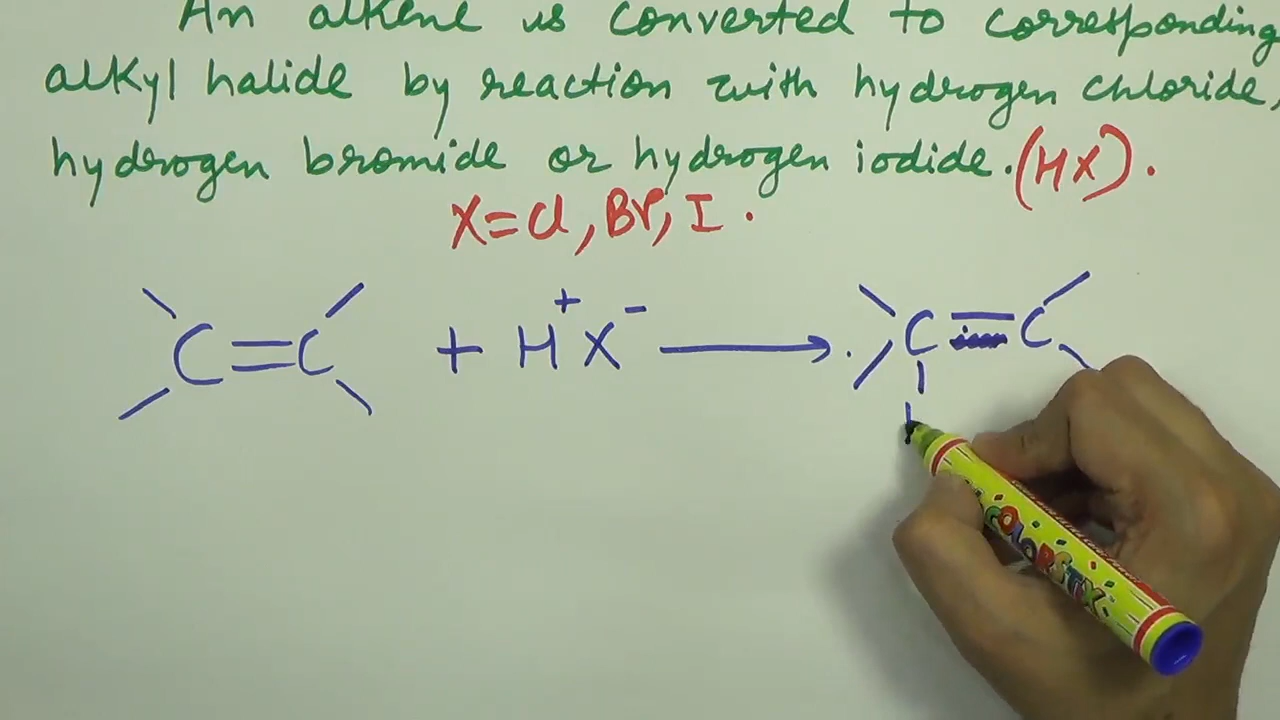 An alkene is converted to corresponding
alkyl halide by reaction with hydrogen chloride,
hydrogen bromide or hydrogen iodide. (HX).
X=Cl, Br, I.
C=C + H⁺X⁻ → C–C
COLORSTIX